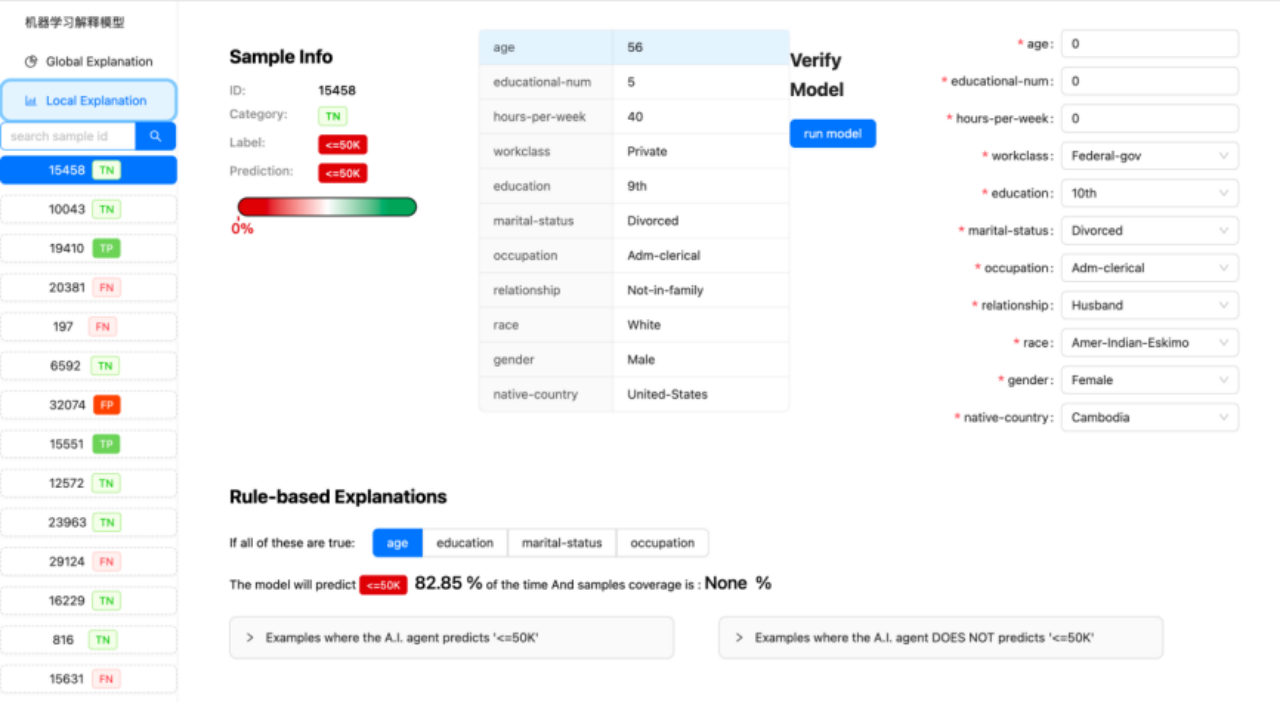 机器学习解释模型
Global Explanation
Local Explanation
search sample id
15458 TN
10043 TN
19410 TP
20381 FN
197 FN
6592 TN
32074 FP
15551 TP
12572 TN
23963 TN
29124 FN
16229 TN
816 TN
15631 FN
Sample Info
ID: 15458
Category: TN
Label: <=50K
Prediction: <=50K
0%
age 56
educational-num 5
hours-per-week 40
workclass Private
education 9th
marital-status Divorced
occupation Adm-clerical
relationship Not-in-family
race White
gender Male
native-country United-States
Verify
Model
run model
* age: 0
* educational-num: 0
* hours-per-week: 0
* workclass: Federal-gov
* education: 10th
* marital-status: Divorced
* occupation: Adm-clerical
* relationship: Husband
* race: Amer-Indian-Eskimo
* gender: Female
* native-country: Cambodia
Rule-based Explanations
If all of these are true: age education marital-status occupation
The model will predict <=50K 82.85 % of the time And samples coverage is : None %
> Examples where the A.I. agent predicts '<=50K'
> Examples where the A.I. agent DOES NOT predicts '<=50K'